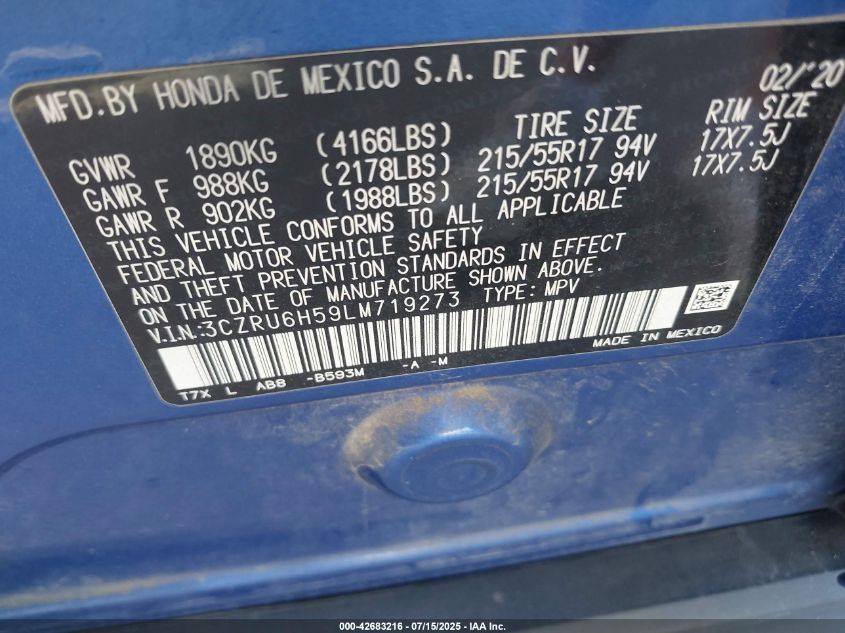 MFD.BY HONDA DE MEXICO S.A. DE C.V. 02/'20
GVWR 1890KG (4166LBS) TIRE SIZE RIM SIZE
GAWR F 988KG (2178LBS) 215/55R17 94V 17X7.5J
GAWR R 902KG (1988LBS) 215/55R17 94V 17X7.5J
THIS VEHICLE CONFORMS TO ALL APPLICABLE
FEDERAL MOTOR VEHICLE SAFETY
AND THEFT PREVENTION STANDARDS IN EFFECT
ON THE DATE OF MANUFACTURE SHOWN ABOVE.
V.I.N:3CZRU6H59LM719273 TYPE: MPV
MADE IN MEXICO
T7X L AB8 -B593M -A -M
000-42683216 - 07/15/2025 - IAA Inc.